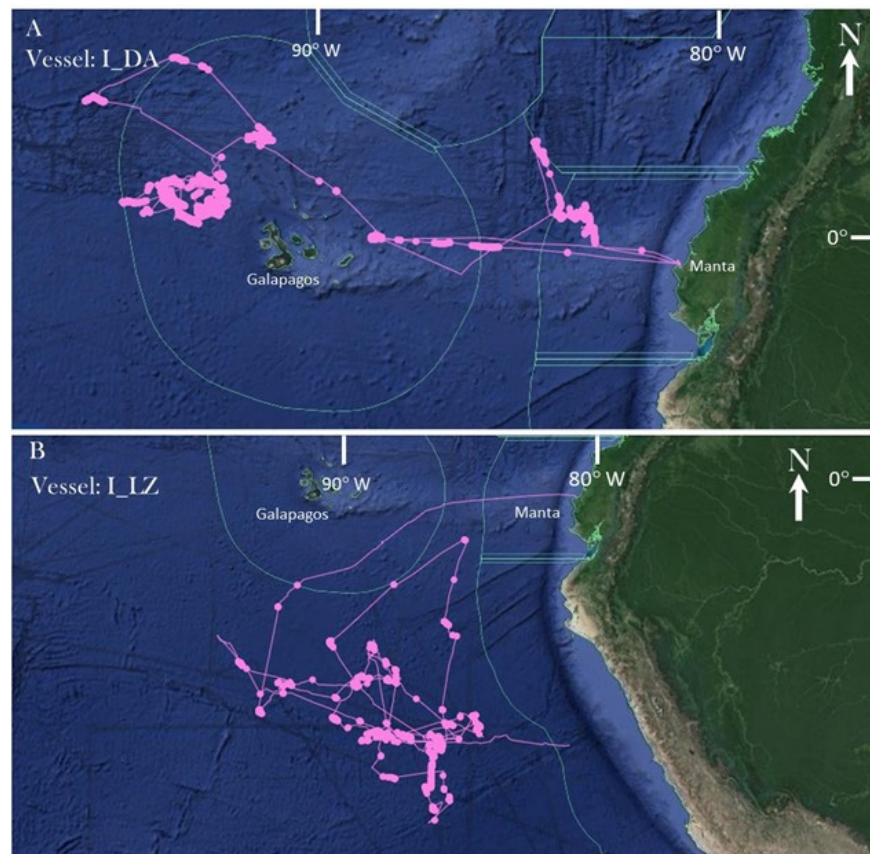 A
Vessel: I_DA
90° W
80° W
N
0°
Galapagos
Manta
B
Vessel: I_LZ
90° W
80° W
N
0°
Galapagos
Manta